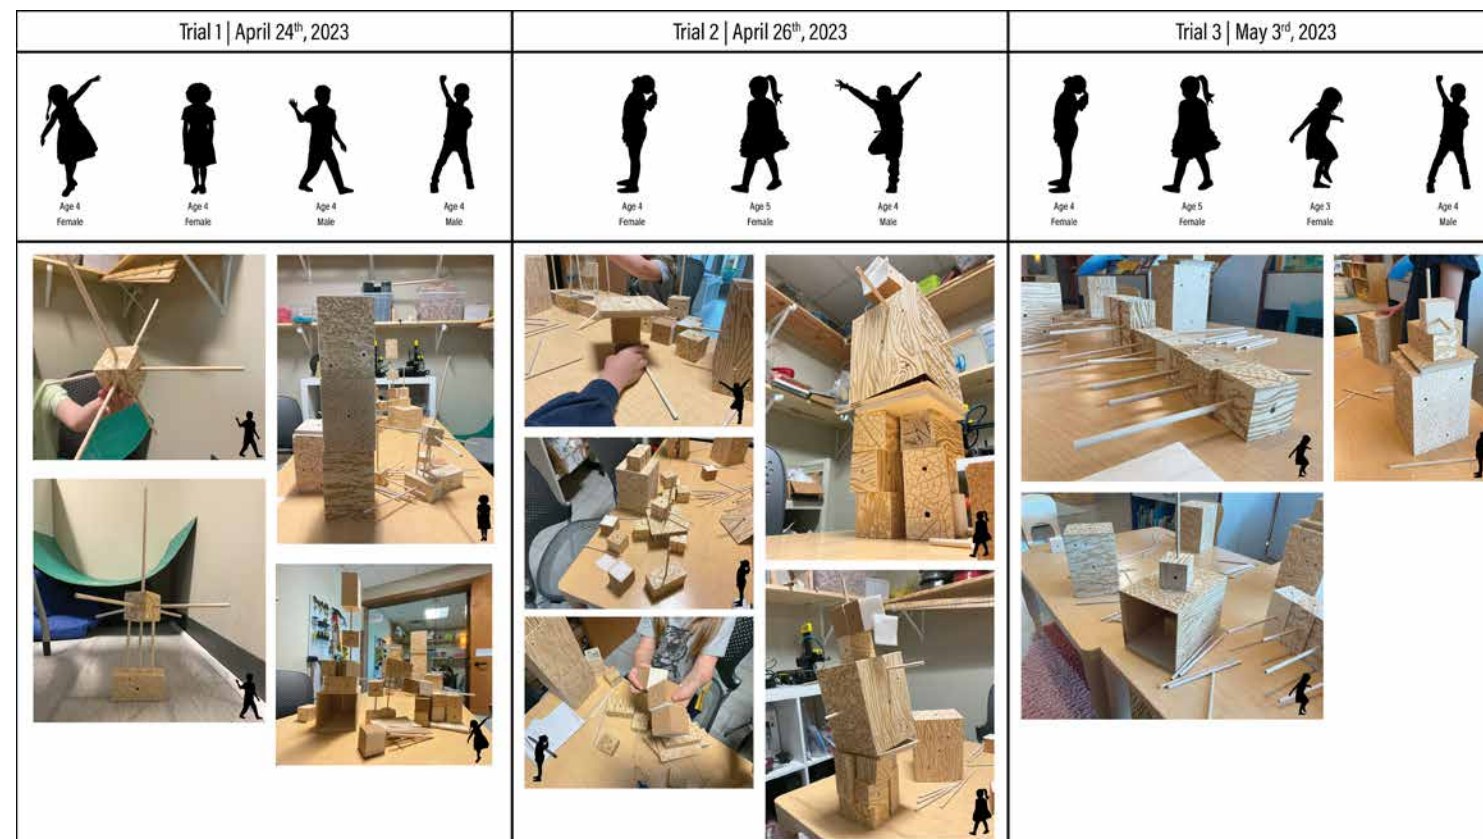 Trial 1 | April 24th, 2023
Trial 2 | April 26th, 2023
Trial 3 | May 3rd, 2023
Age 4
Female
Age 4
Female
Age 4
Male
Age 4
Male
Age 4
Female
Age 5
Female
Age 4
Male
Age 4
Female
Age 5
Female
Age 3
Female
Age 4
Male